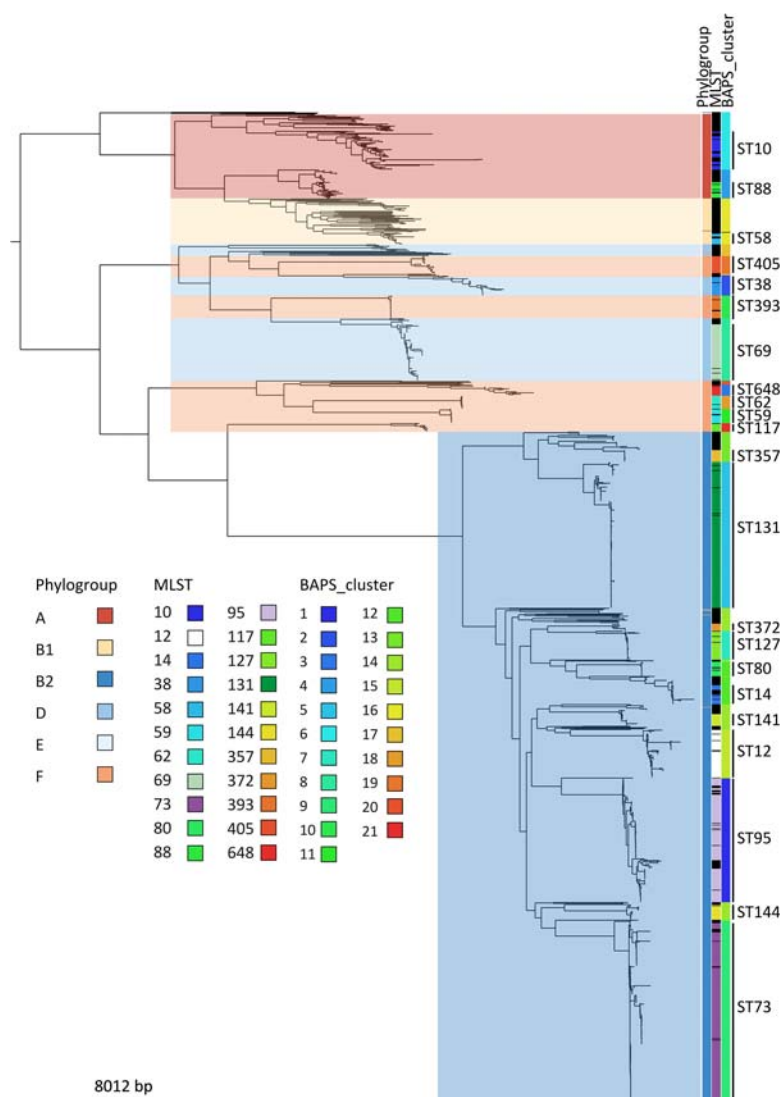 Phylogroup
MLST
BAPS_cluster
ST10
ST88
ST58
ST405
ST38
ST393
ST69
ST648
ST62
ST59
ST117
ST357
ST131
ST372
ST127
ST80
ST14
ST141
ST12
ST95
ST144
ST73
Phylogroup MLST BAPS_cluster
A 10 95 1 12
B1 12 117 2 13
B2 14 127 3 14
D 38 131 4 15
E 58 141 5 16
F 59 144 6 17
62 357 7 18
69 372 8 19
73 393 9 20
80 405 10 21
88 648 11
8012 bp